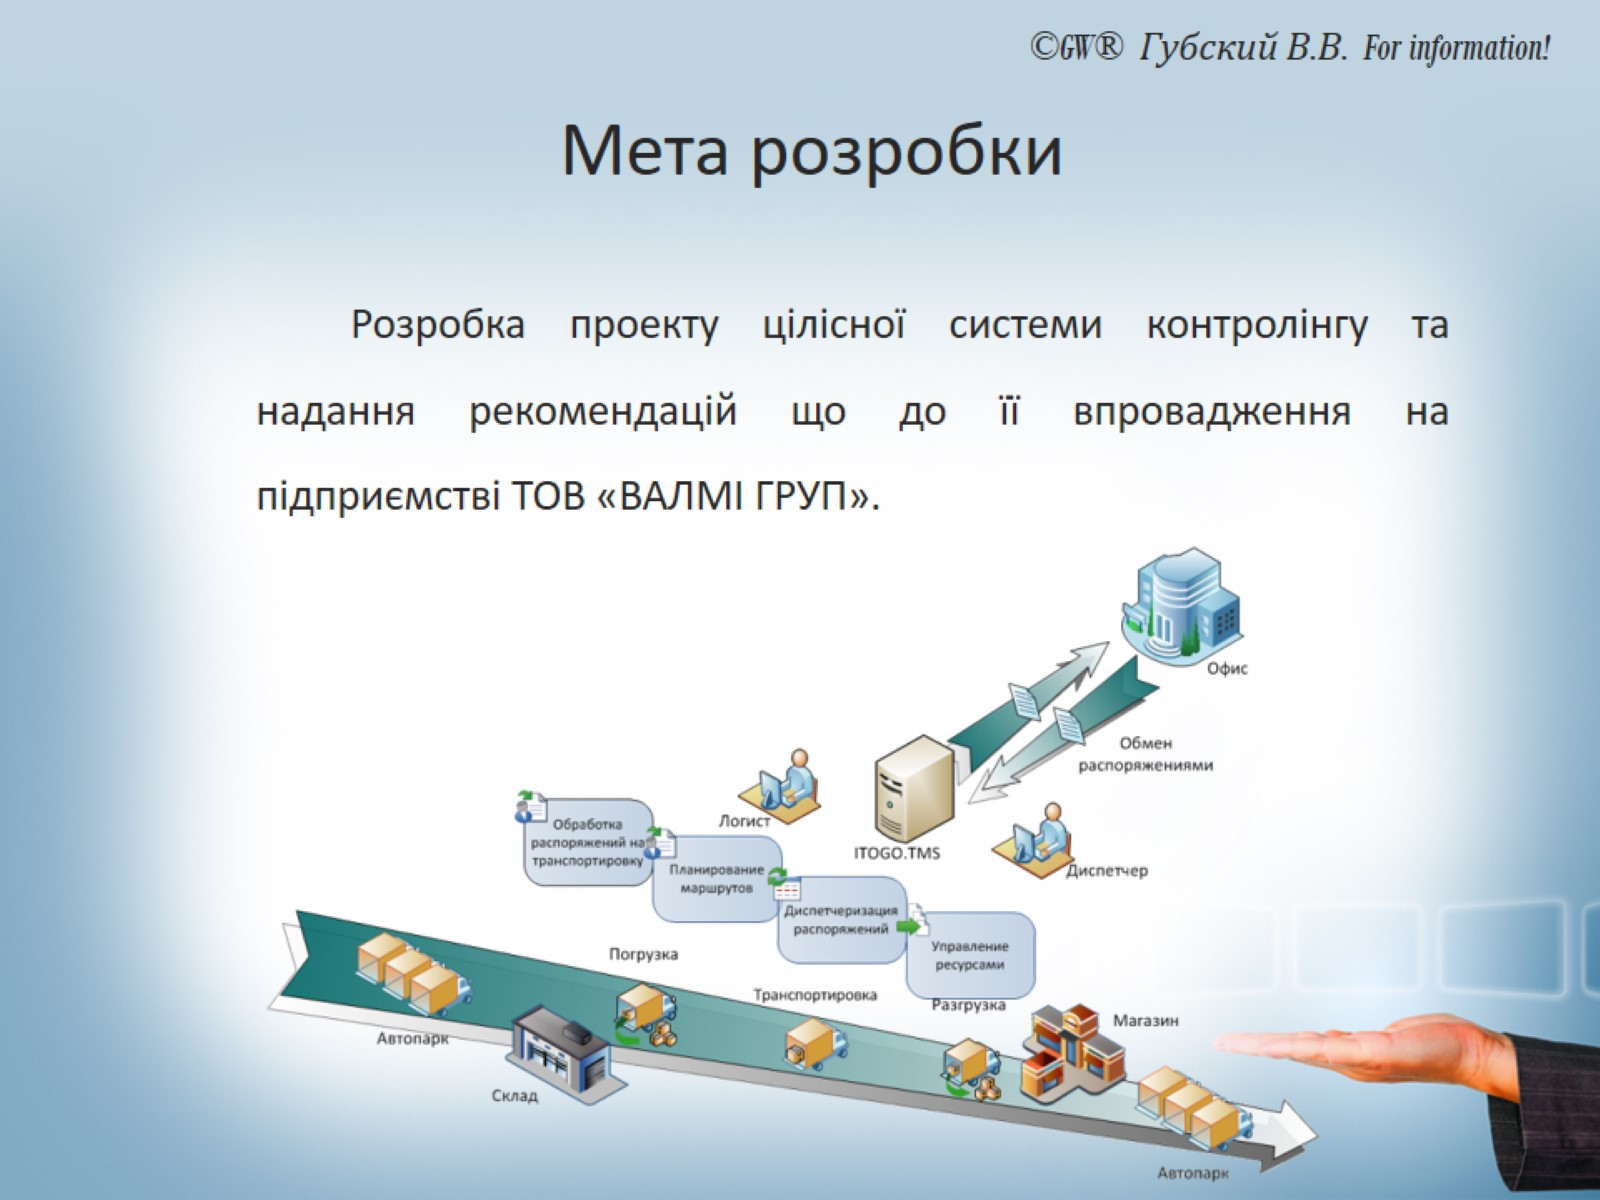 ©GW® Губский В.В. For information!
Мета розробки
Розробка проекту цілісної системи контролінгу та
надання рекомендацій що до її впровадження на
підприємстві ТОВ «ВАЛМІ ГРУП».
Офис
Обмен
распоряжениями
Логист
ITOGO.TMS
Диспетчер
Обработка
распоряжений на
транспортировку
Планирование
маршрутов
Диспетчеризация
распоряжений
Управление
ресурсами
Погрузка
Транспортировка
Разгрузка
Магазин
Автопарк
Склад
Автопарк